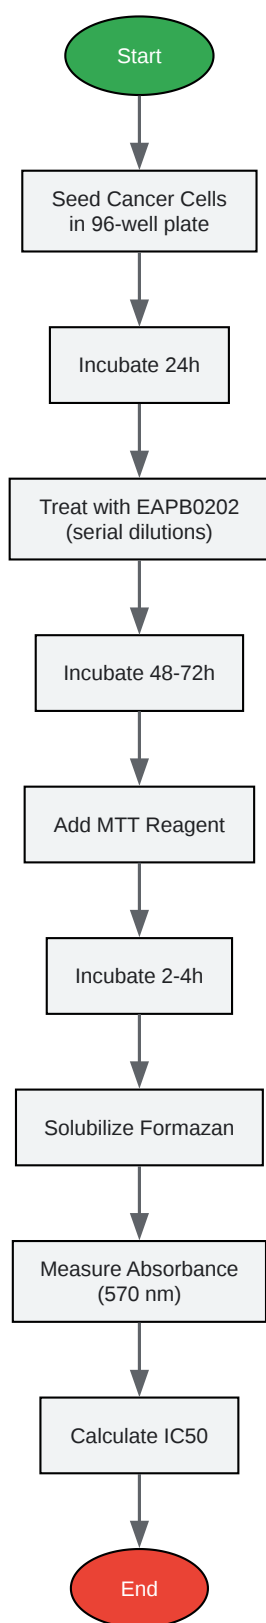 Start
Seed Cancer Cells
in 96-well plate
Incubate 24h
Treat with EAPB0202
(serial dilutions)
Incubate 48-72h
Add MTT Reagent
Incubate 2-4h
Solubilize Formazan
Measure Absorbance
(570 nm)
Calculate IC50
End